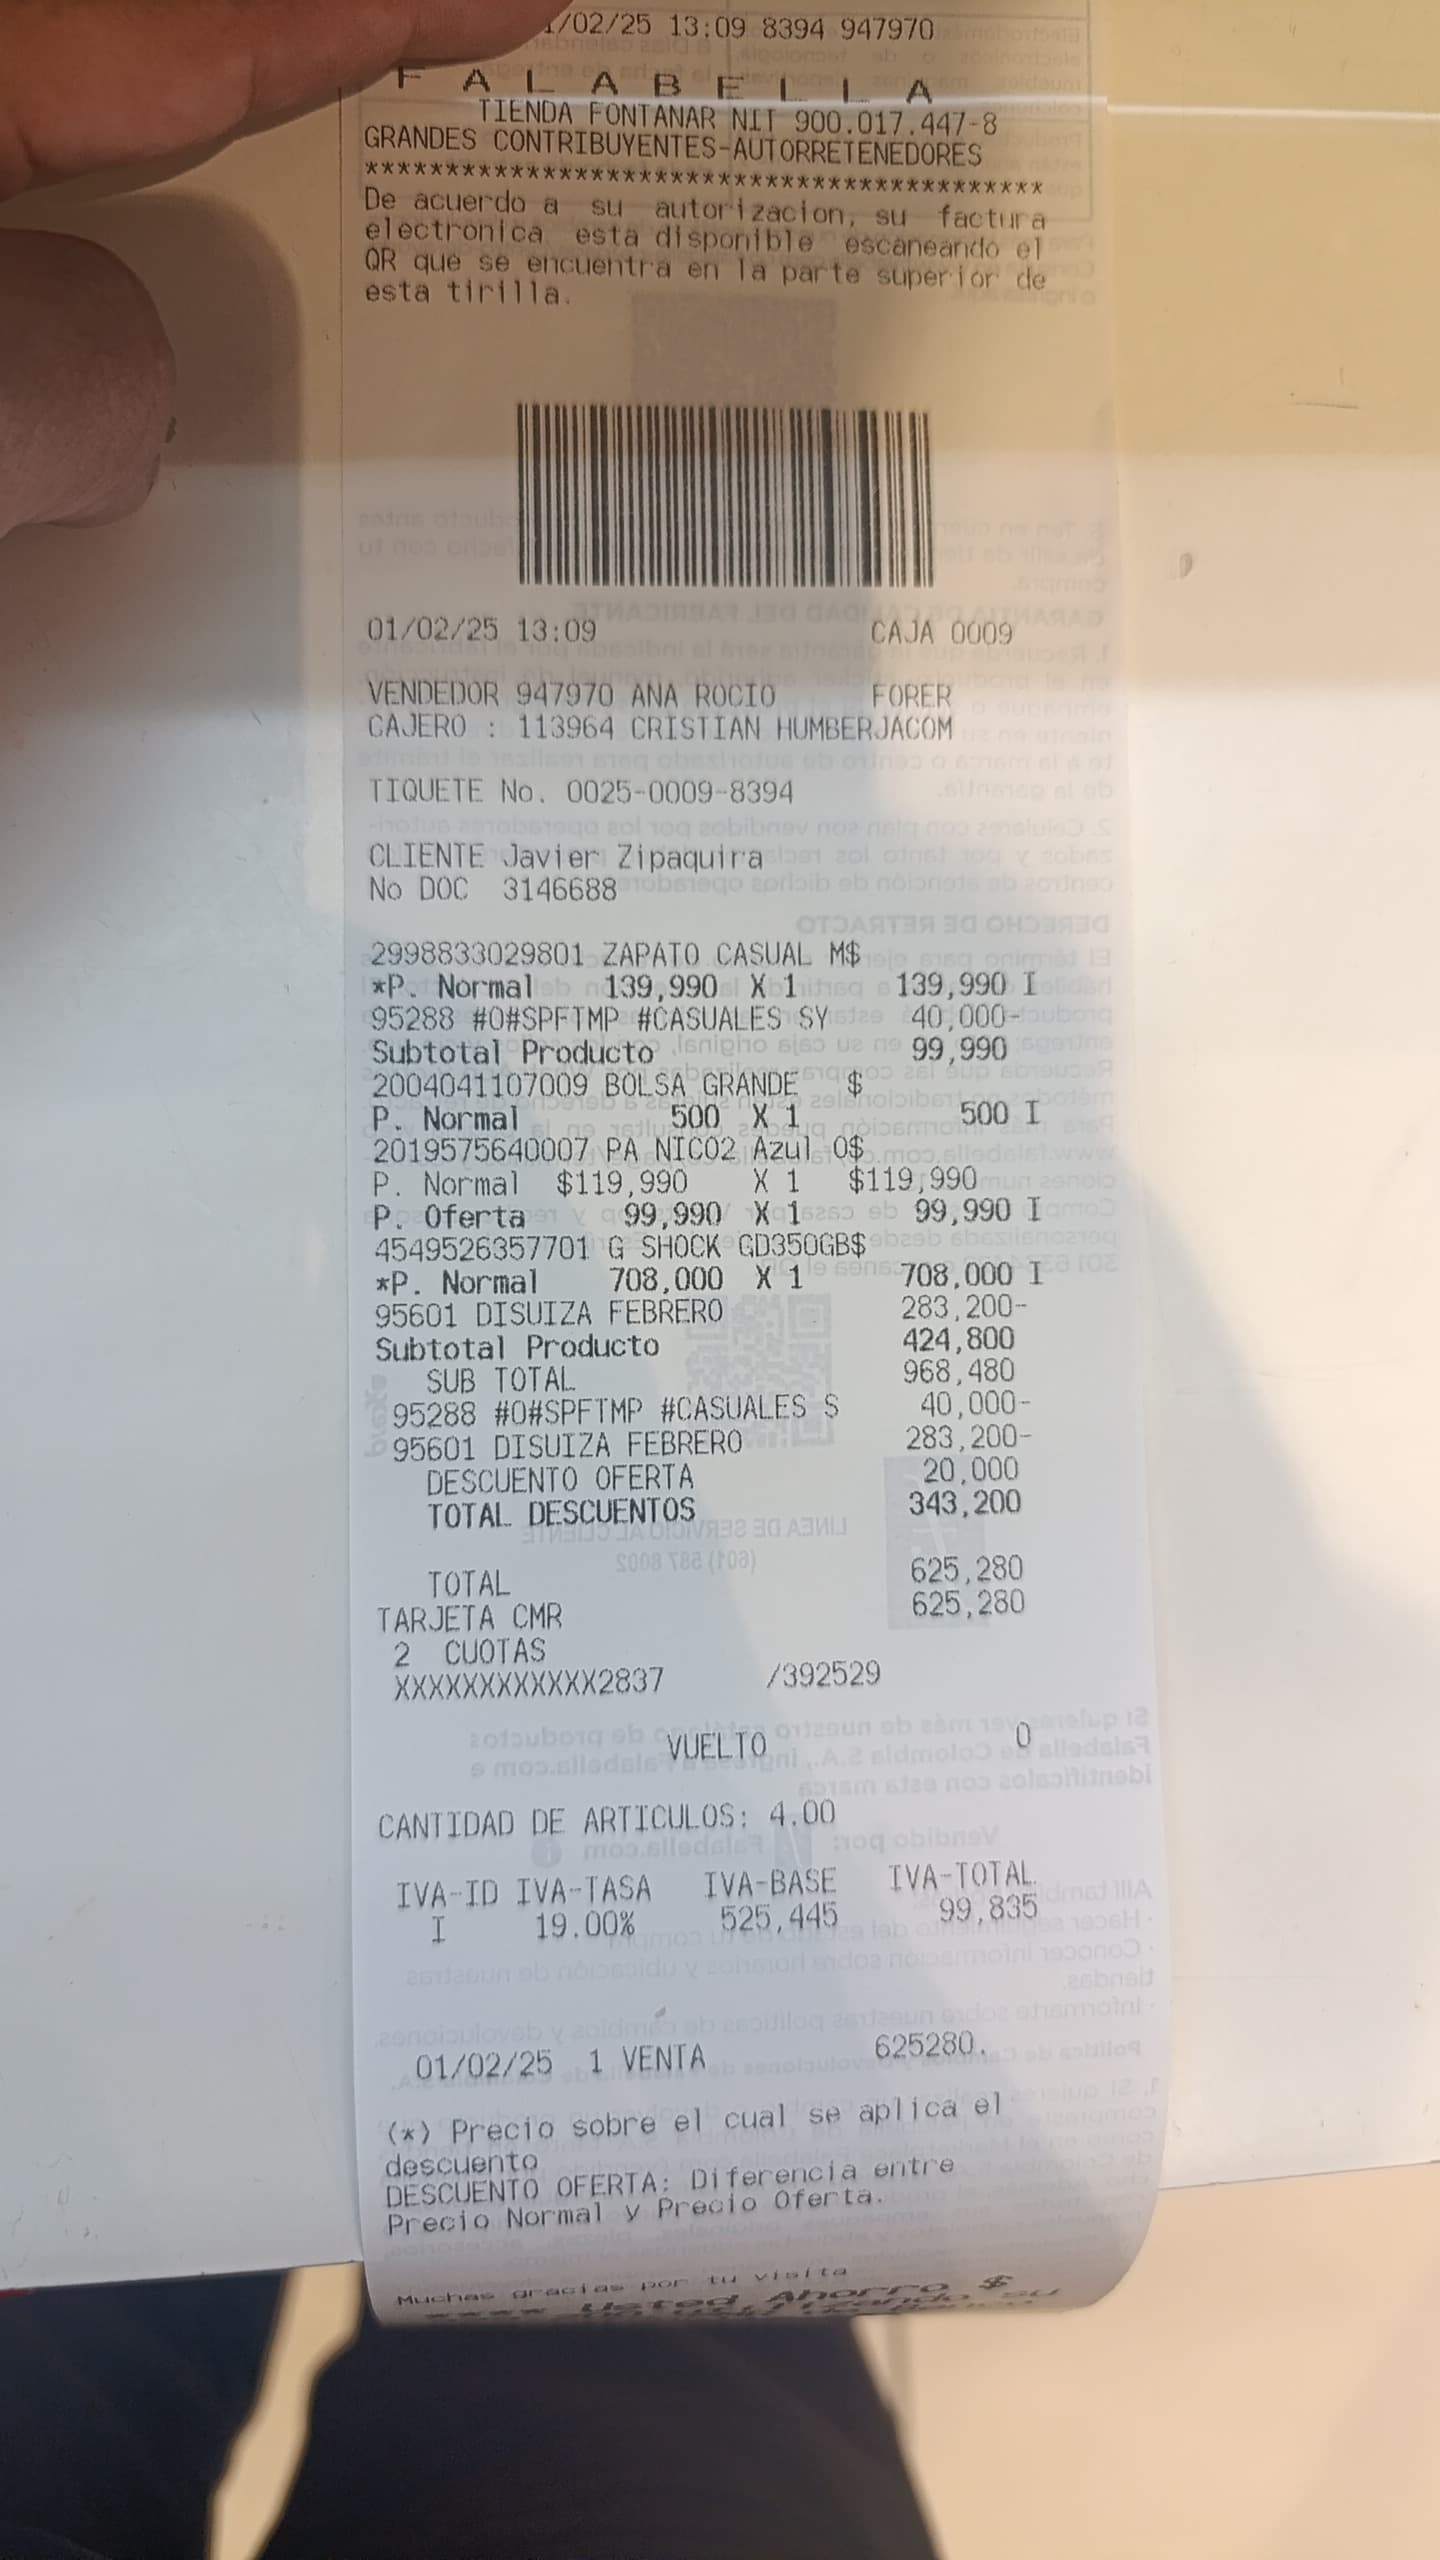 1/02/25 13:09 8394 947970
F A L A B E L L A
TIENDA FONTANAR NIT 900.017.447-8
GRANDES CONTRIBUYENTES-AUTORRETENEDORES
******************************************
De acuerdo a su autorizacion, su factura
electronica esta disponible escaneando el
QR que se encuentra en la parte superior de
esta tirilla.
01/02/25 13:09 CAJA 0009
VENDEDOR 947970 ANA ROCIO FORER
CAJERO : 113964 CRISTIAN HUMBERJACOM
TIQUETE No. 0025-0009-8394
CLIENTE Javier Zipaquira
No DOC 3146688
2998833029801 ZAPATO CASUAL M$
*P. Normal 139,990 X 1 139,990 I
95288 #0#SPFTMP #CASUALES SY 40,000-
Subtotal Producto 99,990
2004041107009 BOLSA GRANDE $
P. Normal 500 X 1 500 I
2019575640007 PA NICO2 Azul O$
P. Normal $119,990 X 1 $119,990
P. Oferta 99,990 X 1 99,990 I
4549526357701 G SHOCK GD350GB$
*P. Normal 708,000 X 1 708,000 I
95601 DISUIZA FEBRERO 283,200-
Subtotal Producto 424,800
SUB TOTAL 968,480
95288 #0#SPFTMP #CASUALES S 40,000-
95601 DISUIZA FEBRERO 283,200-
DESCUENTO OFERTA 20,000
TOTAL DESCUENTOS 343,200
TOTAL 625,280
TARJETA CMR 625,280
2 CUOTAS
XXXXXXXXXXXX2837 /392529
VUELTO 0
CANTIDAD DE ARTICULOS: 4.00
IVA-ID IVA-TASA IVA-BASE IVA-TOTAL
I 19.00% 525,445 99,835
01/02/25 1 VENTA 625280.
(*) Precio sobre el cual se aplica el
descuento
DESCUENTO OFERTA: Diferencia entre
Precio Normal y Precio Oferta.
Muchas gracias por tu visita
**** Usted Ahorro $